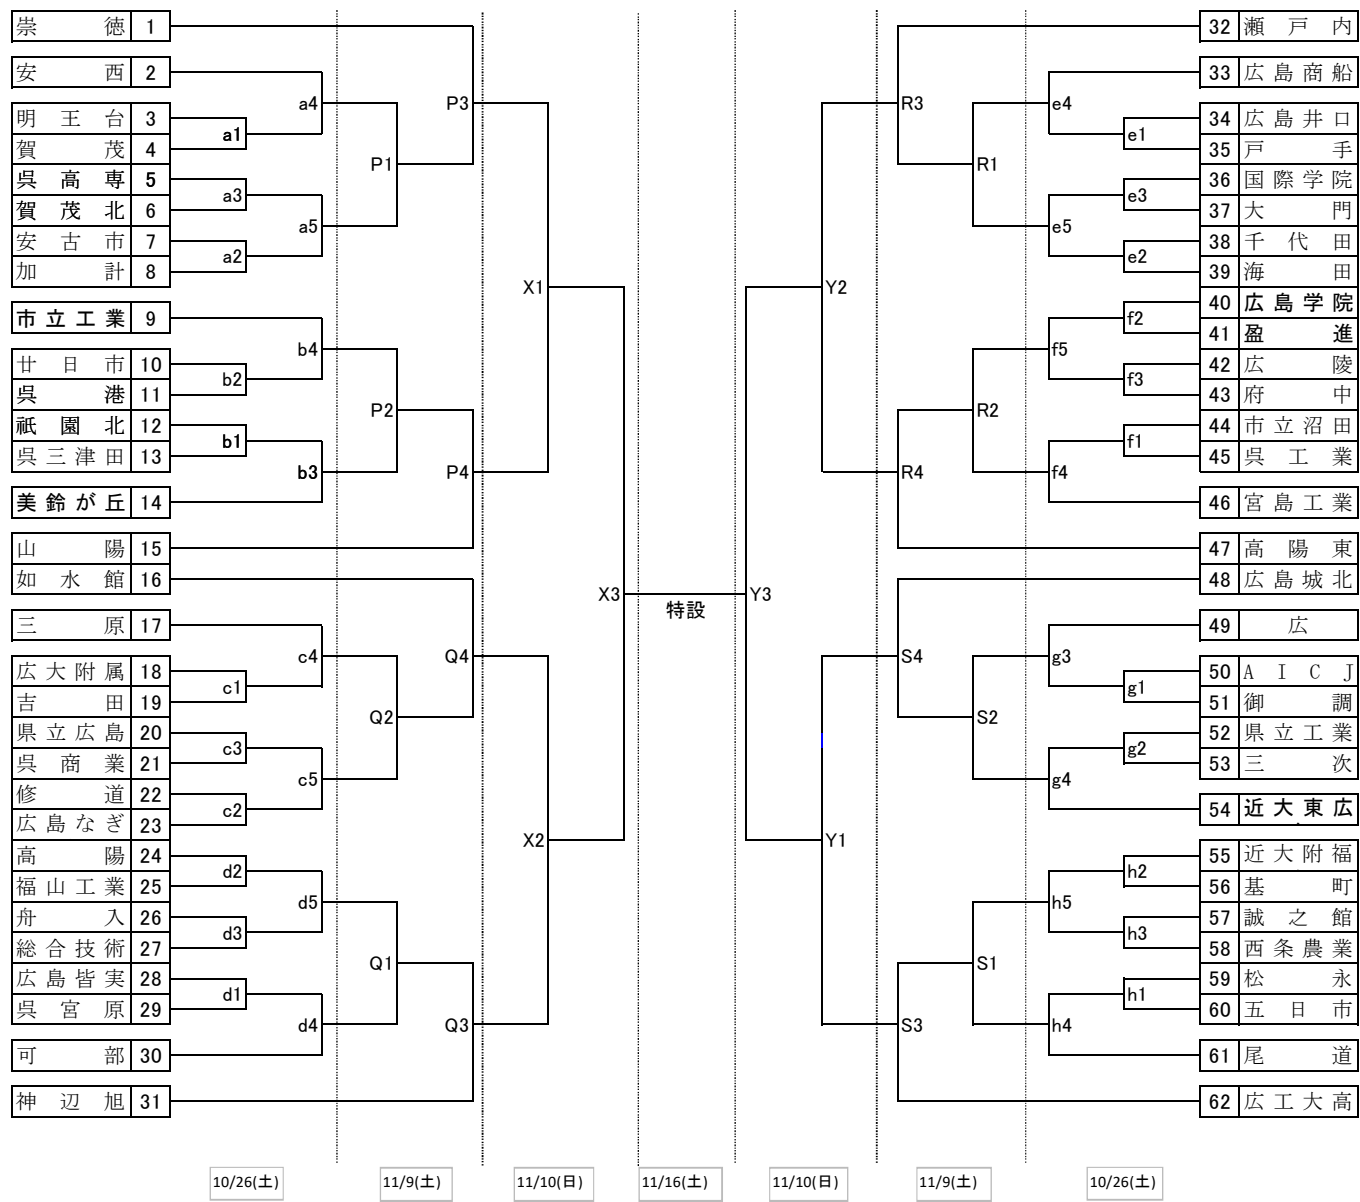 崇徳 1
安西 2
明王台 3
賀茂 4
呉高専 5
賀茂北 6
安古市 7
加計 8
市立工業 9
廿日市 10
呉港 11
祇園北 12
呉三津田 13
美鈴が丘 14
山陽 15
如水館 16
三原 17
広大附属 18
吉田 19
県立広島 20
呉商業 21
修道 22
広島なぎ 23
高陽 24
福山工業 25
舟入 26
総合技術 27
広島皆実 28
呉宮原 29
可部 30
神辺旭 31
a1
a3
a2
b2
b1
c1
c3
c2
d2
d3
d1
a4
a5
b4
b3
c4
c5
d5
d4
P1
P2
Q2
Q1
P3
P4
Q4
Q3
X1
X2
X3
特設
Y3
Y2
Y1
R3
R4
S4
S3
R1
R2
S2
S1
e4
e5
f5
f4
g3
g4
h5
h4
e1
e3
e2
f2
f3
f1
g1
g2
h2
h3
h1
32 瀬戸内
33 広島商船
34 広島井口
35 戸手
36 国際学院
37 大門
38 千代田
39 海田
40 広島学院
41 盈進
42 広陵
43 府中
44 市立沼田
45 呉工業
46 宮島工業
47 高陽東
48 広島城北
49 広
50 AICJ
51 御調
52 県立工業
53 三次
54 近大東広
55 近大附福
56 基町
57 誠之館
58 西条農業
59 松永
60 五日市
61 尾道
62 広工大高
10/26(土)
11/9(土)
11/10(日)
11/16(土)
11/10(日)
11/9(土)
10/26(土)